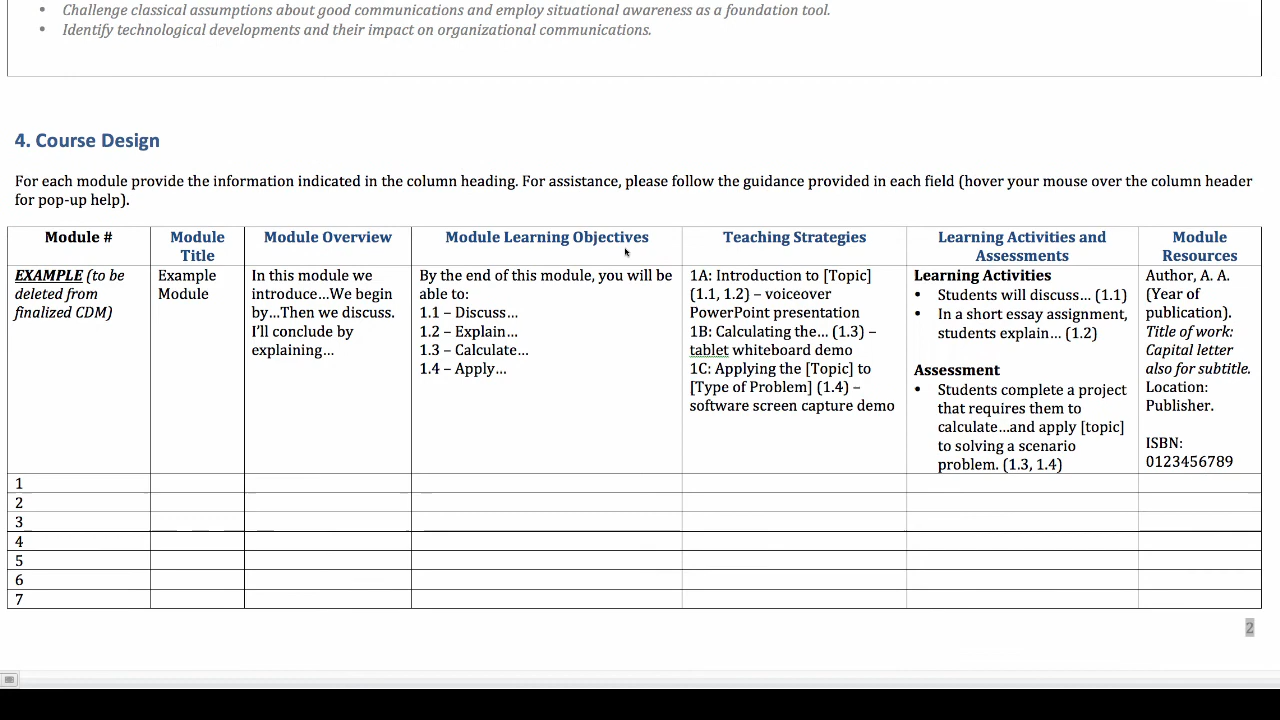 • Challenge classical assumptions about good communications and employ situational awareness as a foundation tool.
• Identify technological developments and their impact on organizational communications.
4. Course Design
For each module provide the information indicated in the column heading. For assistance, please follow the guidance provided in each field (hover your mouse over the column header
for pop-up help).
Module #
Module
Title
Module Overview
Module Learning Objectives
Teaching Strategies
Learning Activities and
Assessments
Module
Resources
EXAMPLE (to be
deleted from
finalized CDM)
Example
Module
In this module we
introduce…We begin
by…Then we discuss.
I’ll conclude by
explaining…
By the end of this module, you will be
able to:
1.1 – Discuss…
1.2 – Explain…
1.3 – Calculate…
1.4 – Apply…
1A: Introduction to [Topic]
(1.1, 1.2) – voiceover
PowerPoint presentation
1B: Calculating the… (1.3) –
tablet whiteboard demo
1C: Applying the [Topic] to
[Type of Problem] (1.4) –
software screen capture demo
Learning Activities
• Students will discuss… (1.1)
• In a short essay assignment,
students explain… (1.2)
Assessment
• Students complete a project
that requires them to
calculate…and apply [topic]
to solving a scenario
problem. (1.3, 1.4)
Author, A. A.
(Year of
publication).
Title of work:
Capital letter
also for subtitle.
Location:
Publisher.
ISBN:
0123456789
1
2
3
4
5
6
7
2